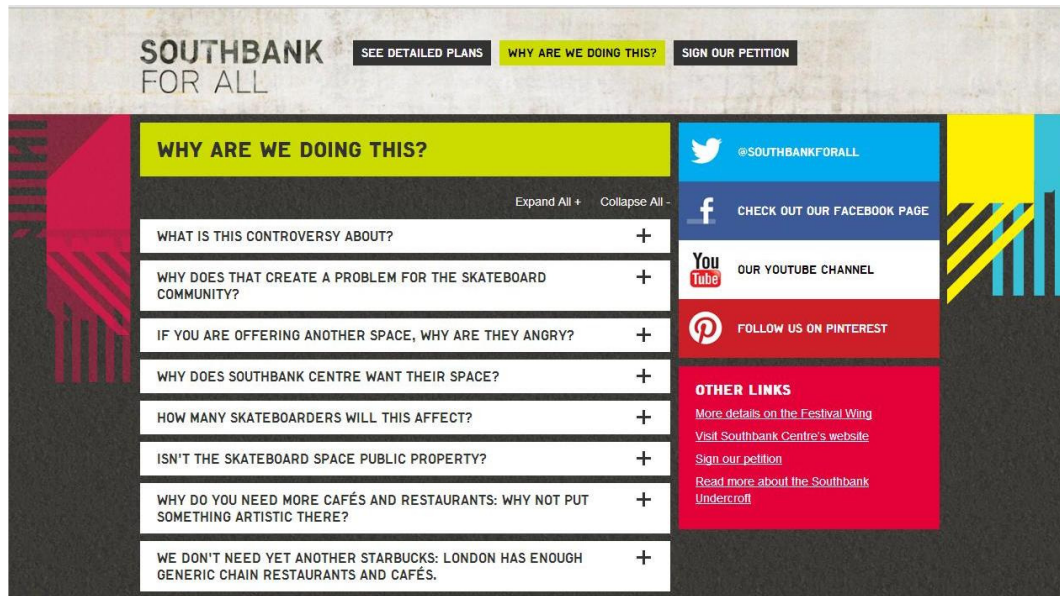 SOUTHBANK
FOR ALL
SEE DETAILED PLANS
WHY ARE WE DOING THIS?
SIGN OUR PETITION
WHY ARE WE DOING THIS?
Expand All + Collapse All -
WHAT IS THIS CONTROVERSY ABOUT?
WHY DOES THAT CREATE A PROBLEM FOR THE SKATEBOARD
COMMUNITY?
IF YOU ARE OFFERING ANOTHER SPACE, WHY ARE THEY ANGRY?
WHY DOES SOUTHBANK CENTRE WANT THEIR SPACE?
HOW MANY SKATEBOARDERS WILL THIS AFFECT?
ISN'T THE SKATEBOARD SPACE PUBLIC PROPERTY?
WHY DO YOU NEED MORE CAFÉS AND RESTAURANTS: WHY NOT PUT
SOMETHING ARTISTIC THERE?
WE DON'T NEED YET ANOTHER STARBUCKS: LONDON HAS ENOUGH
GENERIC CHAIN RESTAURANTS AND CAFÉS.
@SOUTHBANKFORALL
f
CHECK OUT OUR FACEBOOK PAGE
You
Tube
OUR YOUTUBE CHANNEL
FOLLOW US ON PINTEREST
OTHER LINKS
More details on the Festival Wing
Visit Southbank Centre's website
Sign our petition
Read more about the Southbank
Undercroft